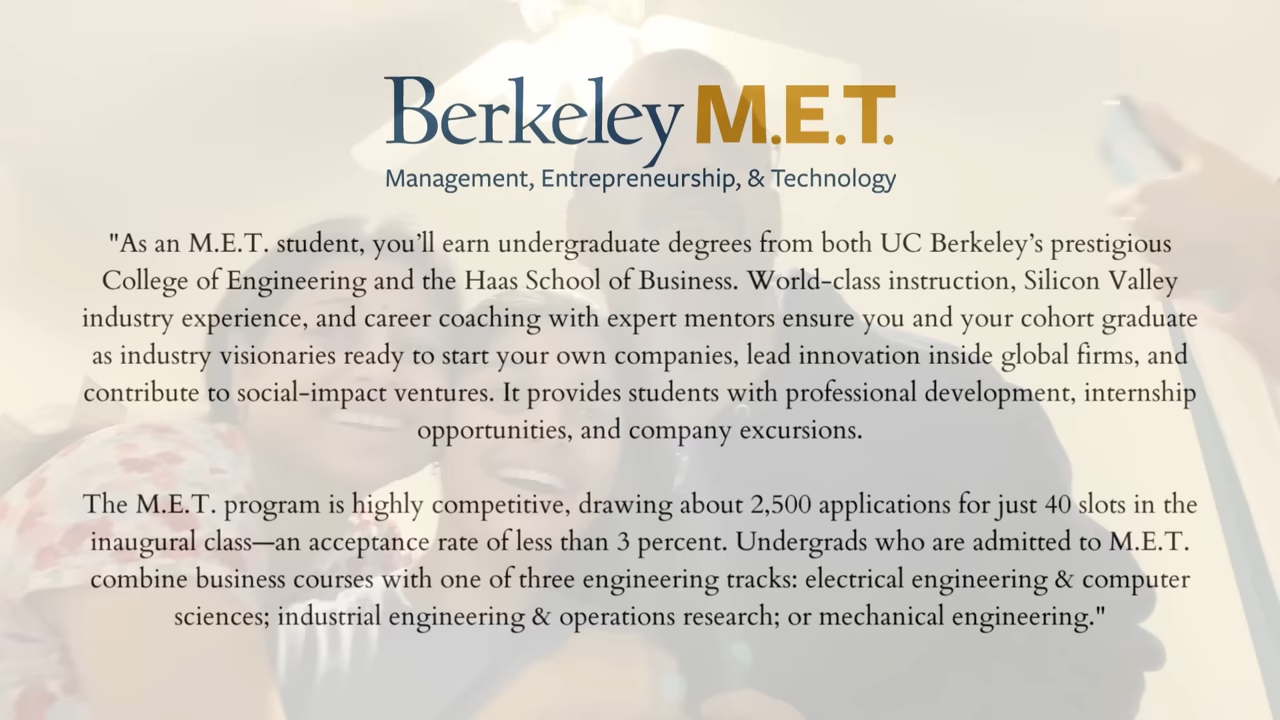 Berkeley M.E.T.
Management, Entrepreneurship, & Technology
"As an M.E.T. student, you’ll earn undergraduate degrees from both UC Berkeley’s prestigious
College of Engineering and the Haas School of Business. World-class instruction, Silicon Valley
industry experience, and career coaching with expert mentors ensure you and your cohort graduate
as industry visionaries ready to start your own companies, lead innovation inside global firms, and
contribute to social-impact ventures. It provides students with professional development, internship
opportunities, and company excursions.
The M.E.T. program is highly competitive, drawing about 2,500 applications for just 40 slots in the
inaugural class—an acceptance rate of less than 3 percent. Undergrads who are admitted to M.E.T.
combine business courses with one of three engineering tracks: electrical engineering & computer
sciences; industrial engineering & operations research; or mechanical engineering."